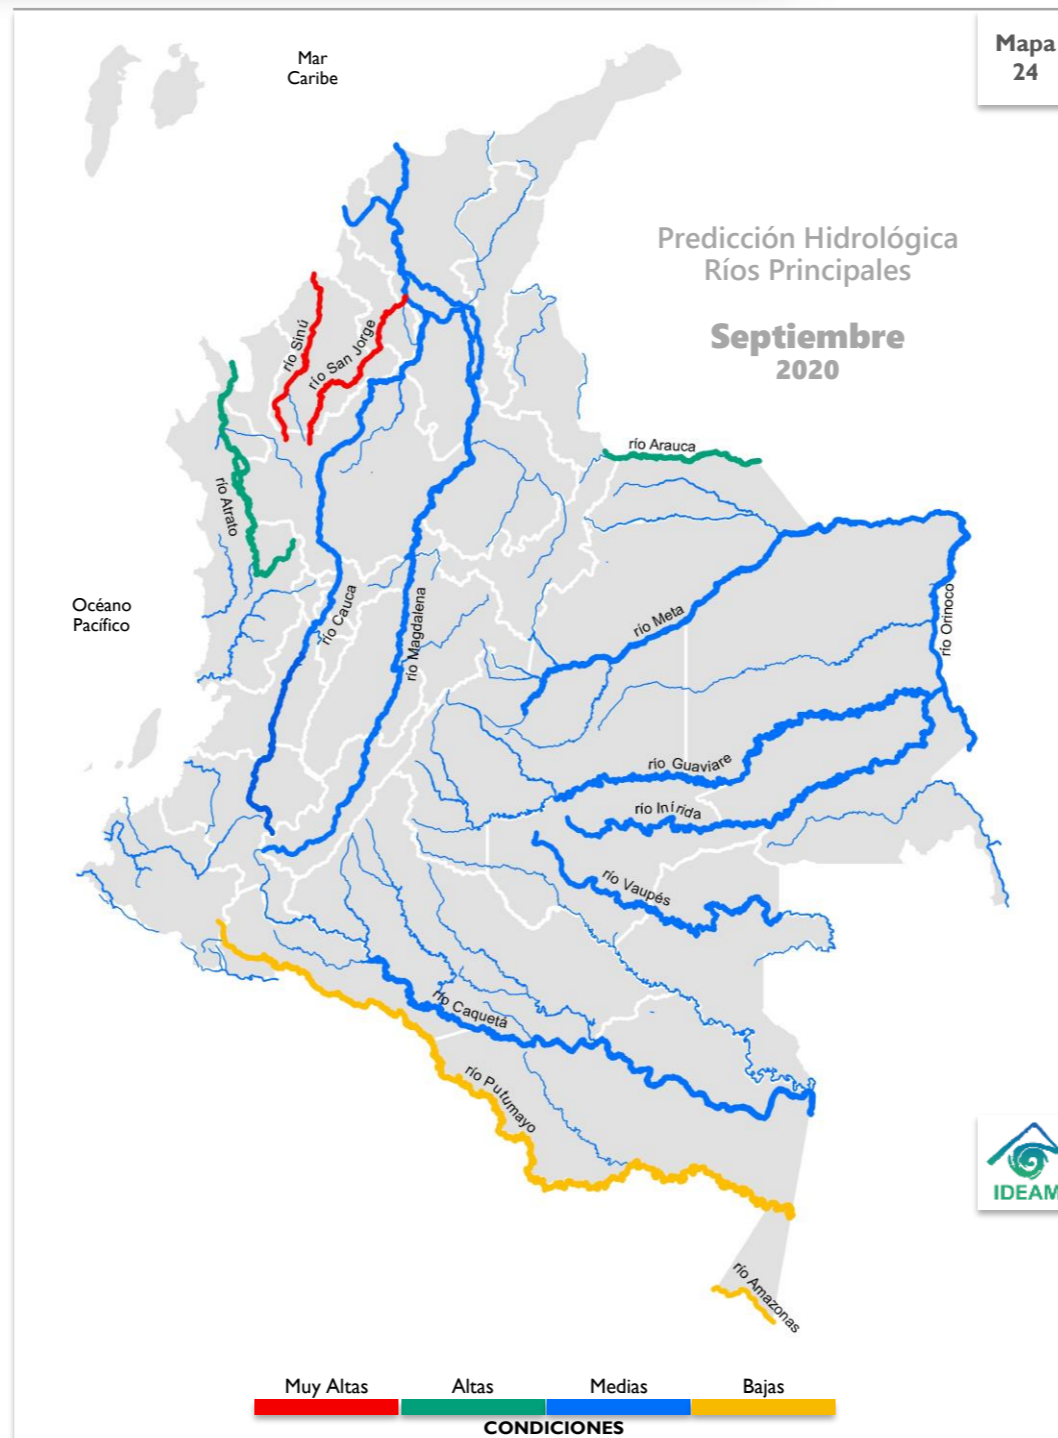 Mapa
24
Mar
Caribe
Predicción Hidrológica
Ríos Principales
Septiembre
2020
río Sinú
río San Jorge
río Arauca
río Atrato
Océano
Pacífico
río Cauca
río Magdalena
río Meta
río Orinoco
río Guaviare
río Inírida
río Vaupés
río Caquetá
río Putumayo
IDEAM
río Amazonas
Muy Altas
Altas
Medias
Bajas
CONDICIONES